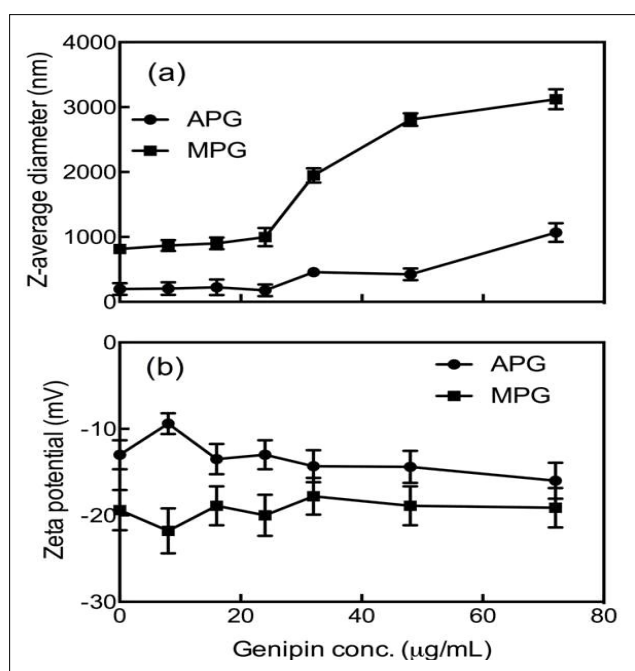 4000
(a)
APG
MPG
3000
2000
1000
0
Z-average diameter (nm)
0
(b)
APG
MPG
-10
-20
-30
Zeta potential (mV)
0 20 40 60 80
Genipin conc. (μg/mL)